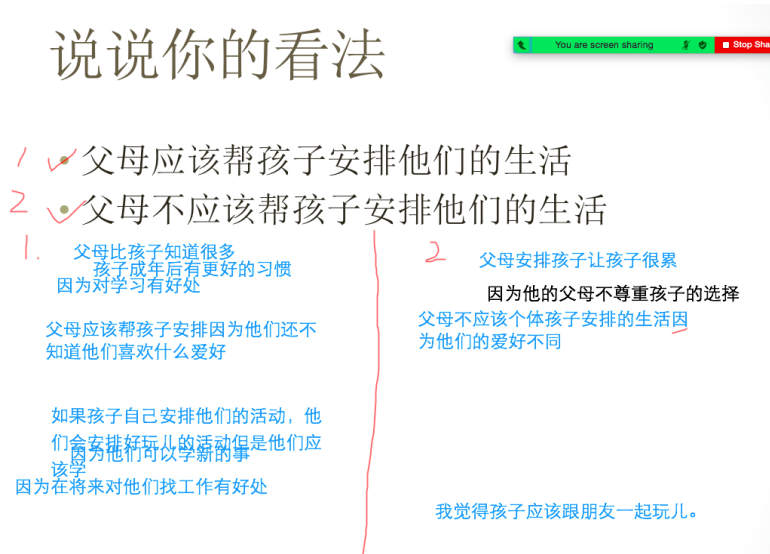 说说你的看法
You are screen sharing
Stop Sha
1 父母应该帮孩子安排他们的生活
2 父母不应该帮孩子安排他们的生活
1.
父母比孩子知道很多
孩子成年后有更好的习惯
因为对学习有好处
父母应该帮孩子安排因为他们还不
知道他们喜欢什么爱好
如果孩子自己安排他们的活动，他
们会安排好玩儿的活动但是他们应
因为他们可以学新的事
该学
因为在将来对他们找工作有好处
2
父母安排孩子让孩子很累
因为他的父母不尊重孩子的选择
父母不应该个体孩子安排的生活因
为他们的爱好不同
我觉得孩子应该跟朋友一起玩儿。